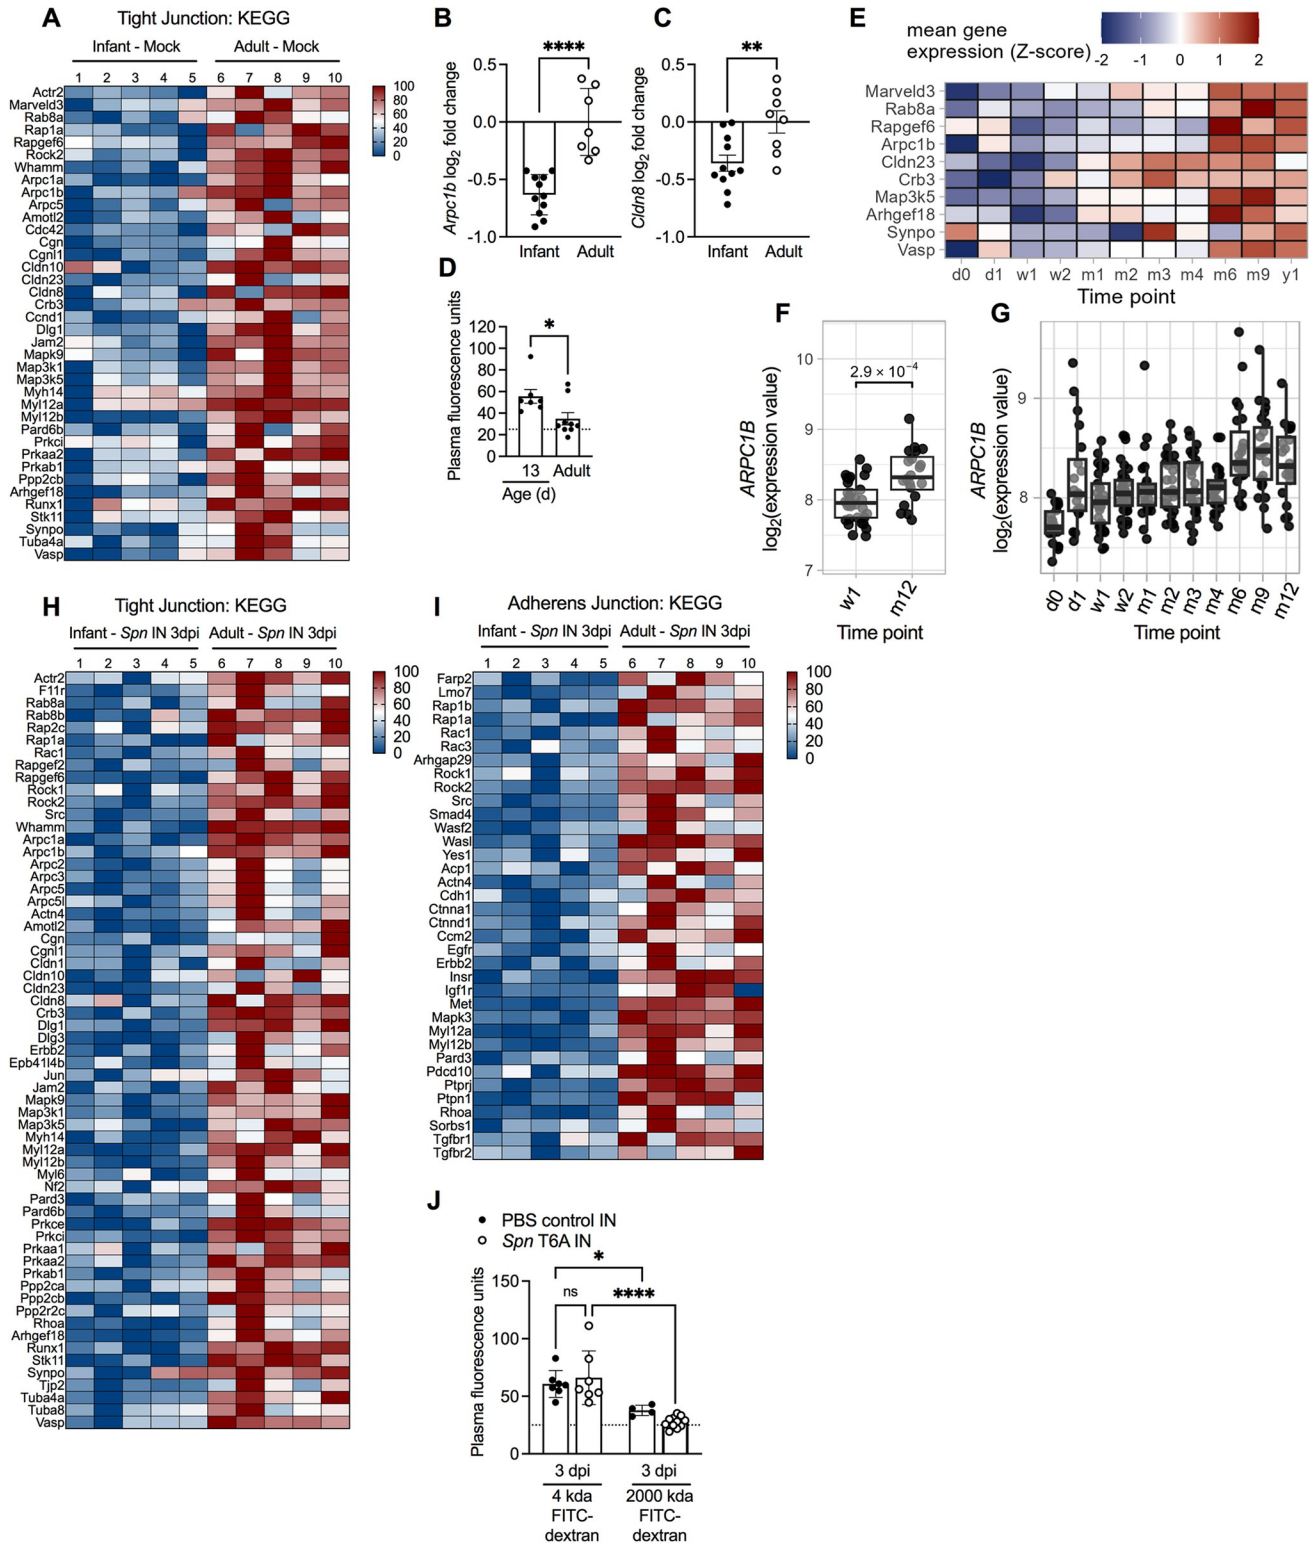 A
Tight Junction: KEGG
Infant - Mock
Adult - Mock
1 2 3 4 5 6 7 8 9 10
Actr2
Marveld3
Rab8a
Rap1a
Rapgef6
Rock2
Whamm
Arpc1a
Arpc1b
Arpc5
Amotl2
Cdc42
Cgn
Cgnl1
Cldn10
Cldn23
Cldn8
Crb3
Ccnd1
Dlg1
Jam2
Mapk9
Map3k1
Map3k5
Myh14
Myl12a
Myl12b
Pard6b
Prkci
Prkaa2
Prkab1
Ppp2cb
Arhgef18
Runx1
Stk11
Synpo
Tuba4a
Vasp
100
80
60
40
20
0
B
****
Arpc1b log2 fold change
0.5
0.0
-0.5
-1.0
Infant
Adult
C
**
Cldn8 log2 fold change
0.5
0.0
-0.5
-1.0
Infant
Adult
D
*
Plasma fluorescence units
120
100
80
60
40
20
0
13
Adult
Age (d)
E
mean gene
expression (Z-score)
-2 -1 0 1 2
Marveld3
Rab8a
Rapgef6
Arpc1b
Cldn23
Crb3
Map3k5
Arhgef18
Synpo
Vasp
d0 d1 w1 w2 m1 m2 m3 m4 m6 m9 y1
Time point
F
2.9 × 10⁻⁴
ARPC1B
log2(expression value)
10
9
8
7
w1
m12
Time point
G
ARPC1B
log2(expression value)
9
8
d0 d1 w1 w2 m1 m2 m3 m4 m6 m9 m12
Time point
H
Tight Junction: KEGG
Infant - Spn IN 3dpi
Adult - Spn IN 3dpi
1 2 3 4 5 6 7 8 9 10
Actr2
F11r
Rab8a
Rab8b
Rap2c
Rap1a
Rac1
Rapgef2
Rapgef6
Rock1
Rock2
Src
Whamm
Arpc1a
Arpc1b
Arpc2
Arpc3
Arpc5
Arpc5l
Actn4
Amotl2
Cgn
Cgnl1
Cldn1
Cldn10
Cldn23
Cldn8
Crb3
Dlg1
Dlg3
Erbb2
Epb41l4b
Jun
Jam2
Mapk9
Map3k1
Map3k5
Myh14
Myl12a
Myl12b
Myl6
Nf2
Pard3
Pard6b
Prkce
Prkci
Prkaa1
Prkaa2
Prkab1
Ppp2ca
Ppp2cb
Ppp2r2c
Rhoa
Arhgef18
Runx1
Stk11
Synpo
Tjp2
Tuba4a
Tuba8
Vasp
100
80
60
40
20
0
I
Adherens Junction: KEGG
Infant - Spn IN 3dpi
Adult - Spn IN 3dpi
1 2 3 4 5 6 7 8 9 10
Farp2
Lmo7
Rap1b
Rap1a
Rac1
Rac3
Arhgap29
Rock1
Rock2
Src
Smad4
Wasf2
Wasl
Yes1
Acp1
Actn4
Cdh1
Ctnna1
Ctnnd1
Ccm2
Egfr
Erbb2
Insr
Igf1r
Met
Mapk3
Myl12a
Myl12b
Pard3
Pdcd10
Ptprj
Ptpn1
Rhoa
Sorbs1
Tgfbr1
Tgfbr2
100
80
60
40
20
0
J
PBS control IN
Spn T6A IN
*
ns
****
Plasma fluorescence units
150
100
50
0
3 dpi
3 dpi
4 kda
FITC-
dextran
2000 kda
FITC-
dextran